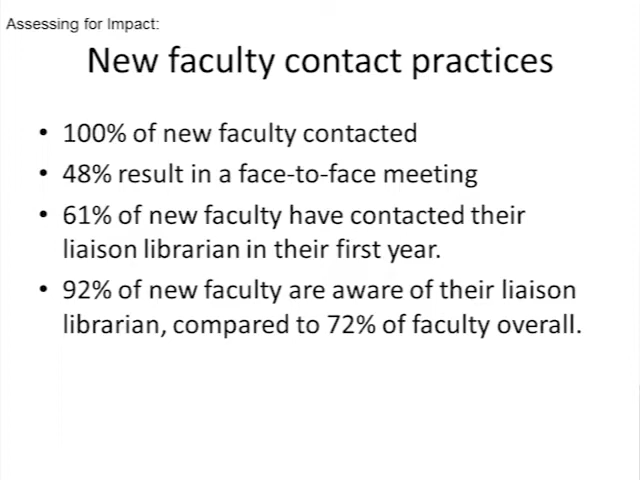 Assessing for Impact:
New faculty contact practices
• 100% of new faculty contacted
• 48% result in a face-to-face meeting
• 61% of new faculty have contacted their
liaison librarian in their first year.
• 92% of new faculty are aware of their liaison
librarian, compared to 72% of faculty overall.